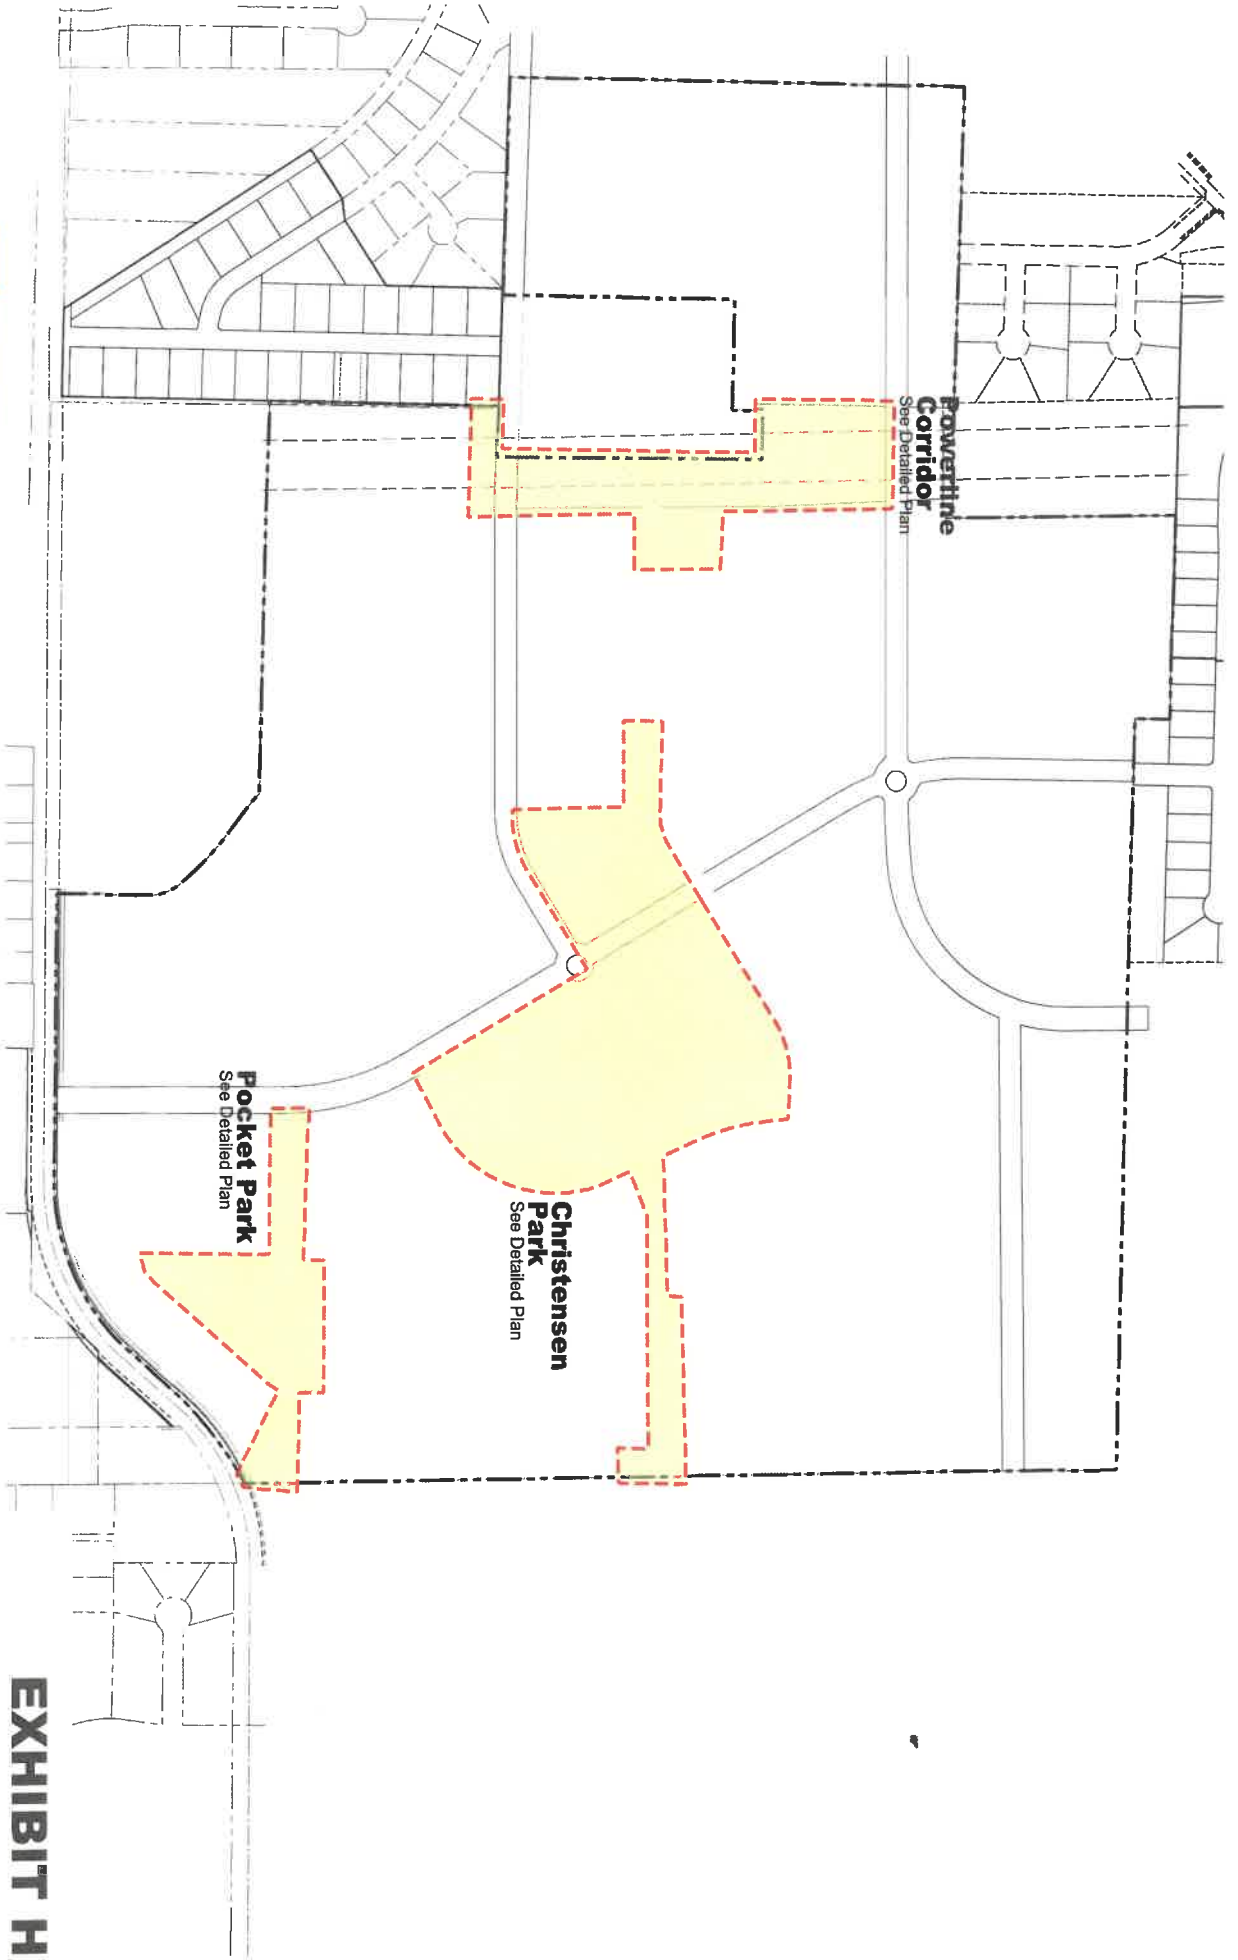 Powerline
Corridor
See Detailed Plan
Christensen
Park
See Detailed Plan
Pocket Park
See Detailed Plan
EXHIBIT H